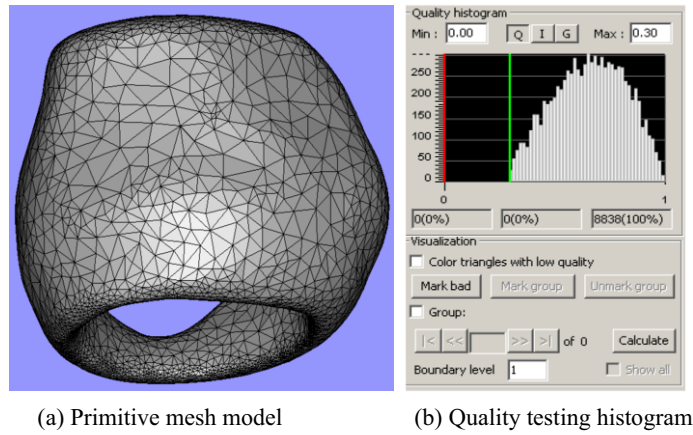 Quality histogram
Min : 0.00 Q I G Max : 0.30
250
200
150
100
50
0
0 1
0(0%) 0(0%) 8838(100%)
Visualization
Color triangles with low quality
Mark bad Mark group Unmark group
Group:
|< << >> >| of 0 Calculate
Boundary level 1 Show all
(a) Primitive mesh model (b) Quality testing histogram